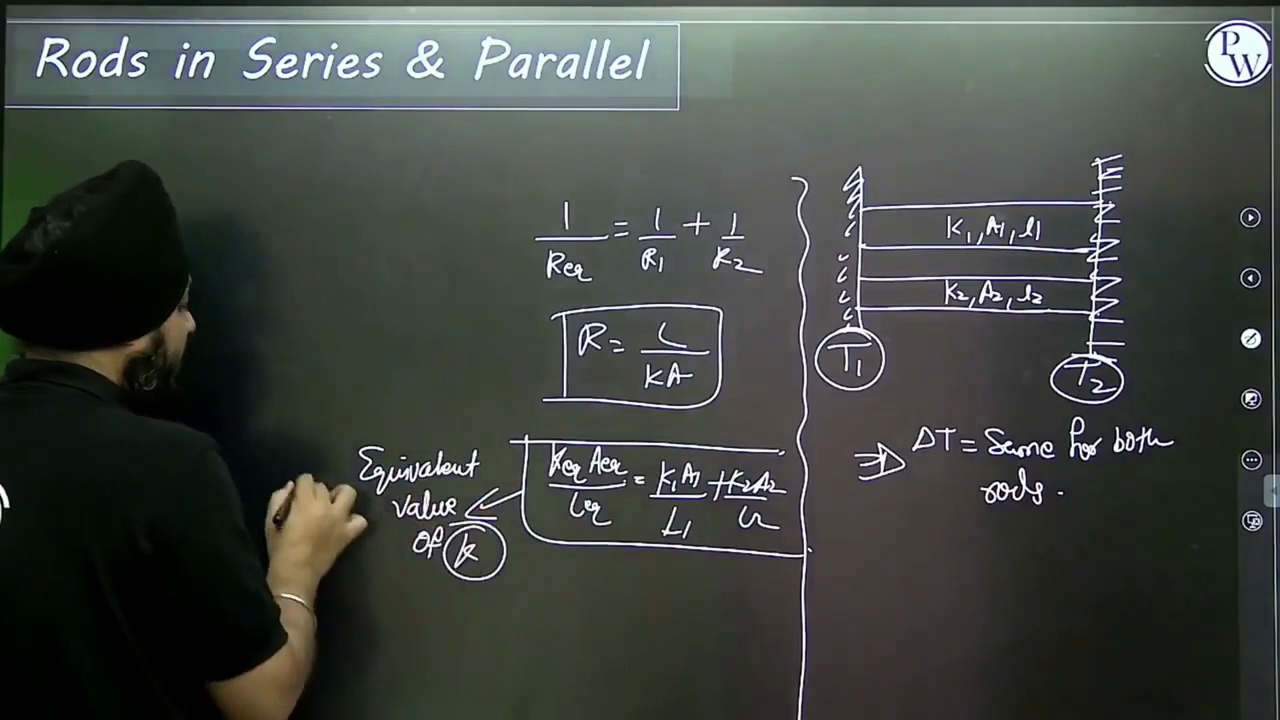 Rods in Series & Parallel
PW
1/Req = 1/R1 + 1/R2
R = L/KA
Equivalent
value
of K
Keq Aeq/Leq = K1A1/L1 + K2A2/L2
K1, A1, l1
K2, A2, l2
T1
T2
⇒ ΔT = Same for both
rods.